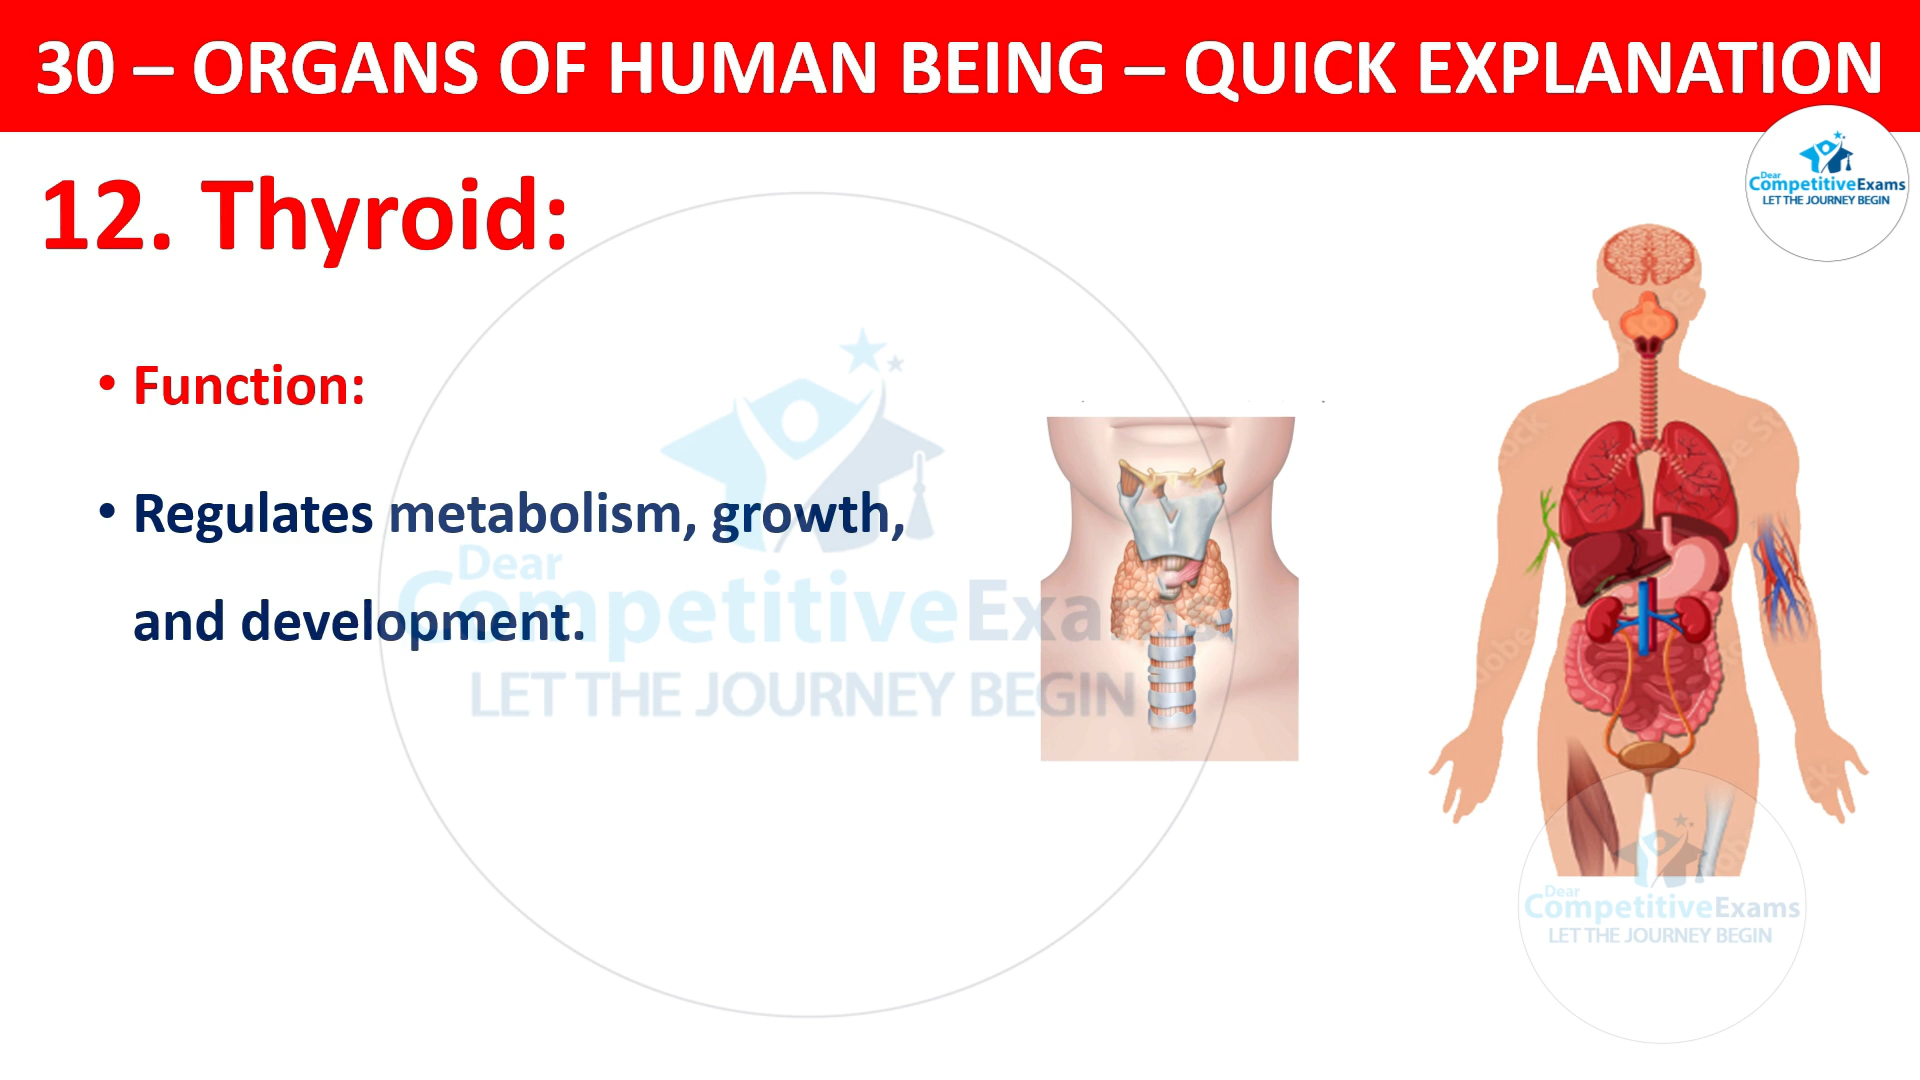 30 – ORGANS OF HUMAN BEING – QUICK EXPLANATION
Dear
CompetitiveExams
LET THE JOURNEY BEGIN
12. Thyroid:
• Function:
• Regulates metabolism, growth,
and development.
Dear
CompetitiveExams
LET THE JOURNEY BEGIN
Dear
CompetitiveExams
LET THE JOURNEY BEGIN